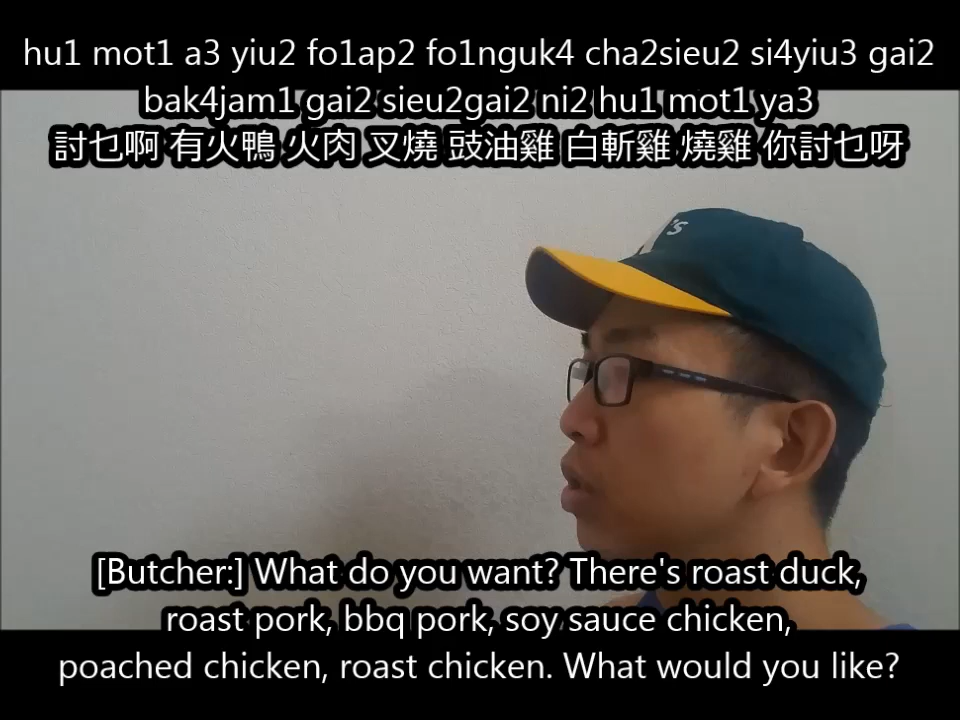 hu1 mot1 a3 yiu2 fo1ap2 fo1nguk4 cha2sieu2 si4yiu3 gai2
bak4jam1 gai2 sieu2gai2 ni2 hu1 mot1 ya3
討乜啊 有火鴨 火肉 叉燒 豉油雞 白斬雞 燒雞 你討乜呀
's
[Butcher:] What do you want? There's roast duck,
roast pork, bbq pork, soy sauce chicken,
poached chicken, roast chicken. What would you like?